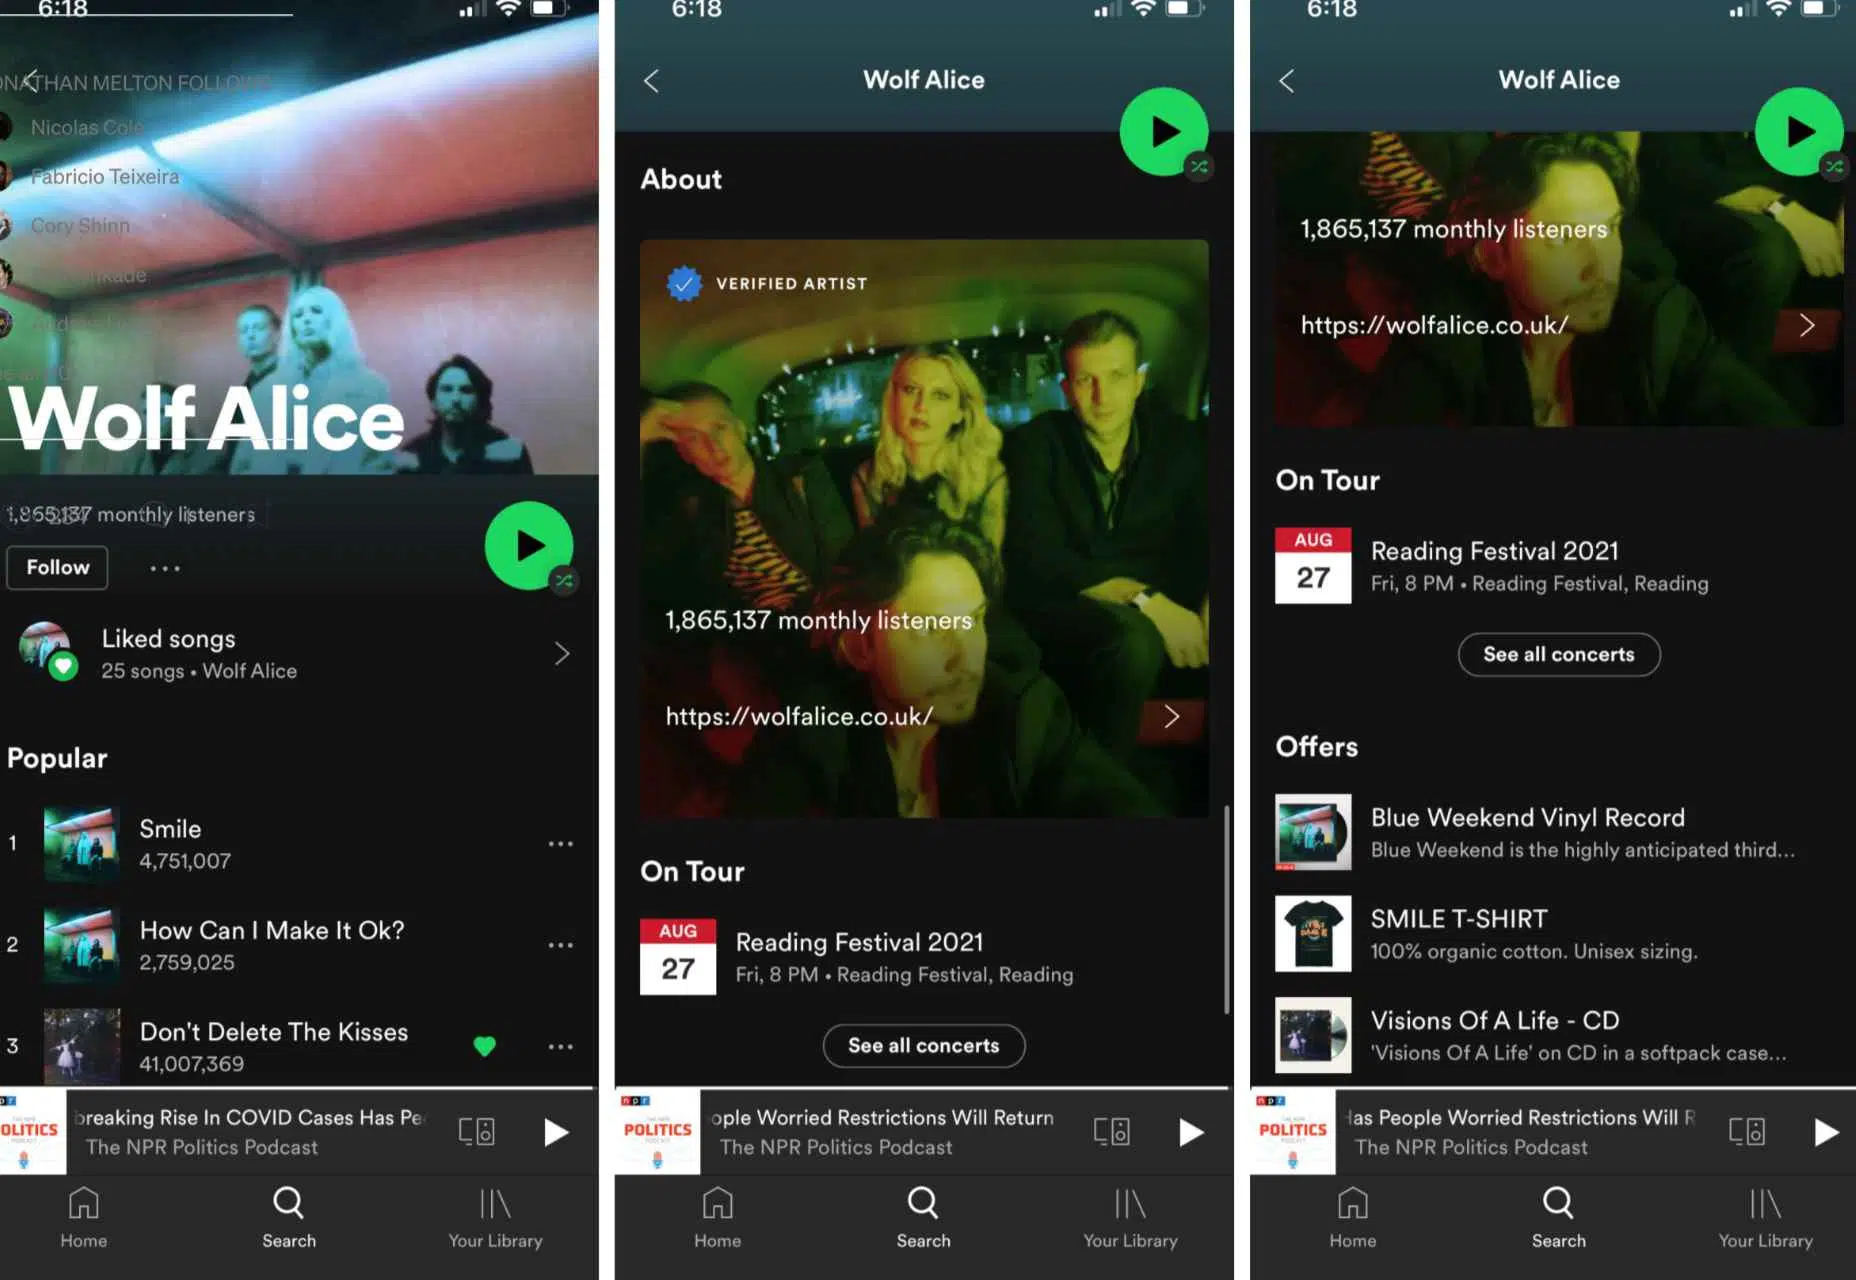 6:18
NATHAN MELTON FOLLOWS
Nicolas Cole
Fabricio Teixeira
Cory Shinn
Wolf Alice
1,865,137 monthly listeners
Follow
Liked songs
25 songs • Wolf Alice
Popular
1
Smile
4,751,007
2
How Can I Make It Ok?
2,759,025
3
Don't Delete The Kisses
41,007,369
npr
POLITICS
breaking Rise In COVID Cases Has Pe
The NPR Politics Podcast
Home
Search
Your Library
6:18
Wolf Alice
About
VERIFIED ARTIST
1,865,137 monthly listeners
https://wolfalice.co.uk/
On Tour
AUG
27
Reading Festival 2021
Fri, 8 PM • Reading Festival, Reading
See all concerts
npr
THE NPR
POLITICS
PODCAST
ople Worried Restrictions Will Return
The NPR Politics Podcast
Home
Search
Your Library
6:18
Wolf Alice
1,865,137 monthly listeners
https://wolfalice.co.uk/
On Tour
AUG
27
Reading Festival 2021
Fri, 8 PM • Reading Festival, Reading
See all concerts
Offers
Blue Weekend Vinyl Record
Blue Weekend is the highly anticipated third...
SMILE T-SHIRT
100% organic cotton. Unisex sizing.
Visions Of A Life - CD
'Visions Of A Life' on CD in a softpack case...
npr
THE NPR
POLITICS
PODCAST
Has People Worried Restrictions Will R
The NPR Politics Podcast
Home
Search
Your Library